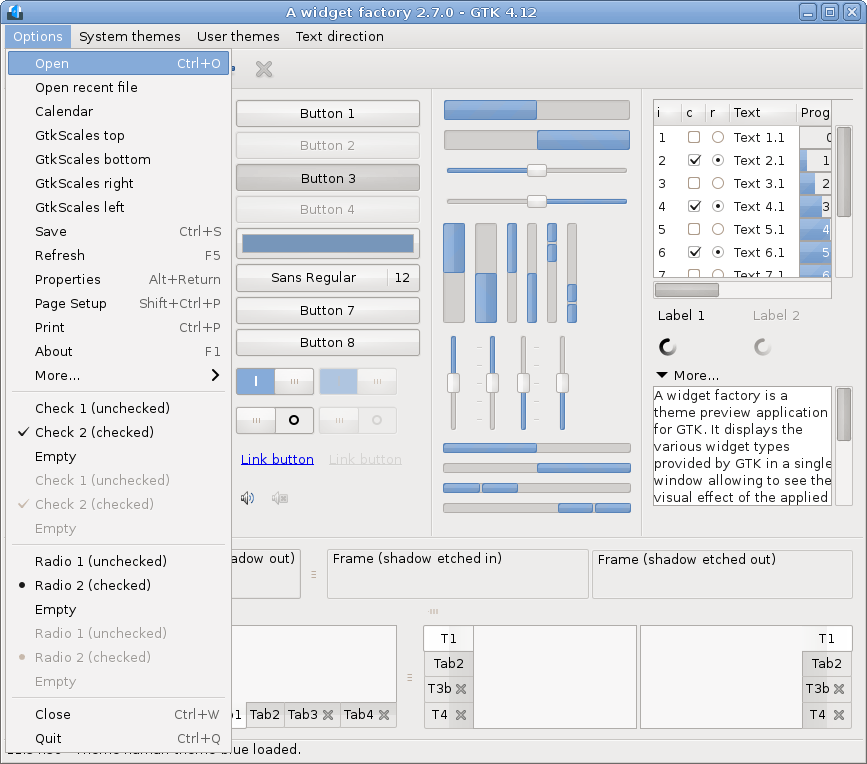 A widget factory 2.7.0 - GTK 4.12
Options System themes User themes Text direction
Open Ctrl+O
Open recent file
Calendar
GtkScales top
GtkScales bottom
GtkScales right
GtkScales left
Save Ctrl+S
Refresh F5
Properties Alt+Return
Page Setup Shift+Ctrl+P
Print Ctrl+P
About F1
More...
Check 1 (unchecked)
Check 2 (checked)
Empty
Check 1 (unchecked)
Check 2 (checked)
Empty
Radio 1 (unchecked)
Radio 2 (checked)
Empty
Radio 1 (unchecked)
Radio 2 (checked)
Empty
Close Ctrl+W
Quit Ctrl+Q
Button 1
Button 2
Button 3
Button 4
Sans Regular 12
Button 7
Button 8
Link button Link button
i c r Text Prog
1 Text 1.1 0
2 Text 2.1 1
3 Text 3.1 2
4 Text 4.1 3
5 Text 5.1 4
6 Text 6.1 5
7 Text 7.1 6
Label 1 Label 2
More...
A widget factory is a
theme preview application
for GTK. It displays the
various widget types
provided by GTK in a single
window allowing to see the
visual effect of the applied
out) Frame (shadow etched in) Frame (shadow etched out)
Tab2 Tab3 Tab4
T1
Tab2
T3b
T4
T1
Tab2
T3b
T4
loaded.